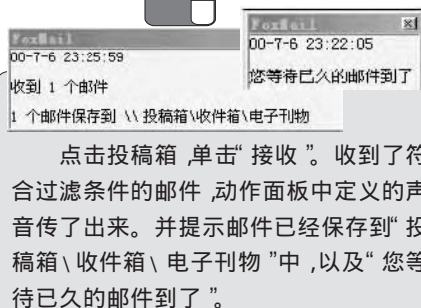 FoxMail
00-7-6 23:25:59
收到 1 个邮件
1 个邮件保存到 \\ 投稿箱\收件箱\电子刊物
FoxMail
00-7-6 23:22:05
您等待已久的邮件到了
点击投稿箱 ,单击“ 接收 ”。收到了符
合过滤条件的邮件 ,动作面板中定义的声
音传了出来。并提示邮件已经保存到“ 投
稿箱 \ 收件箱 \ 电子刊物 ”中 ,以及“ 您等
待已久的邮件到了 ”。